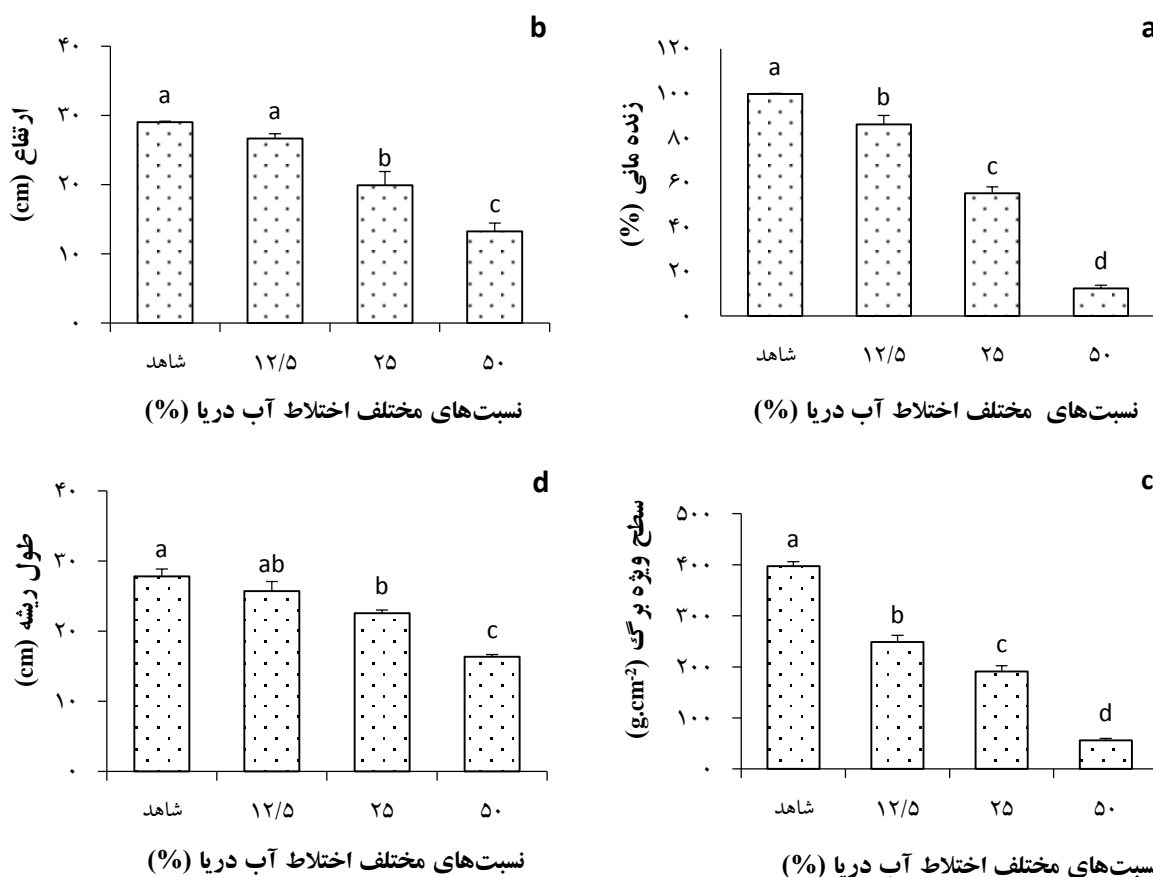 b
ارتفاع (cm)
۴۰
۳۰
۲۰
۱۰
۰
a
a
b
c
شاهد
۱۲/۵
۲۵
۵۰
نسبت‌های مختلف اختلاط آب دریا (%)
a
زنده مانی (%)
۱۲۰
۱۰۰
۸۰
۶۰
۴۰
۲۰
۰
a
b
c
d
شاهد
۱۲/۵
۲۵
۵۰
نسبت‌های مختلف اختلاط آب دریا (%)
d
طول ریشه (cm)
۴۰
۳۰
۲۰
۱۰
۰
a
ab
b
c
شاهد
۱۲/۵
۲۵
۵۰
نسبت‌های مختلف اختلاط آب دریا (%)
c
سطح ویژه برگ (g.cm⁻²)
۵۰۰
۴۰۰
۳۰۰
۲۰۰
۱۰۰
۰
a
b
c
d
شاهد
۱۲/۵
۲۵
۵۰
نسبت‌های مختلف اختلاط آب دریا (%)